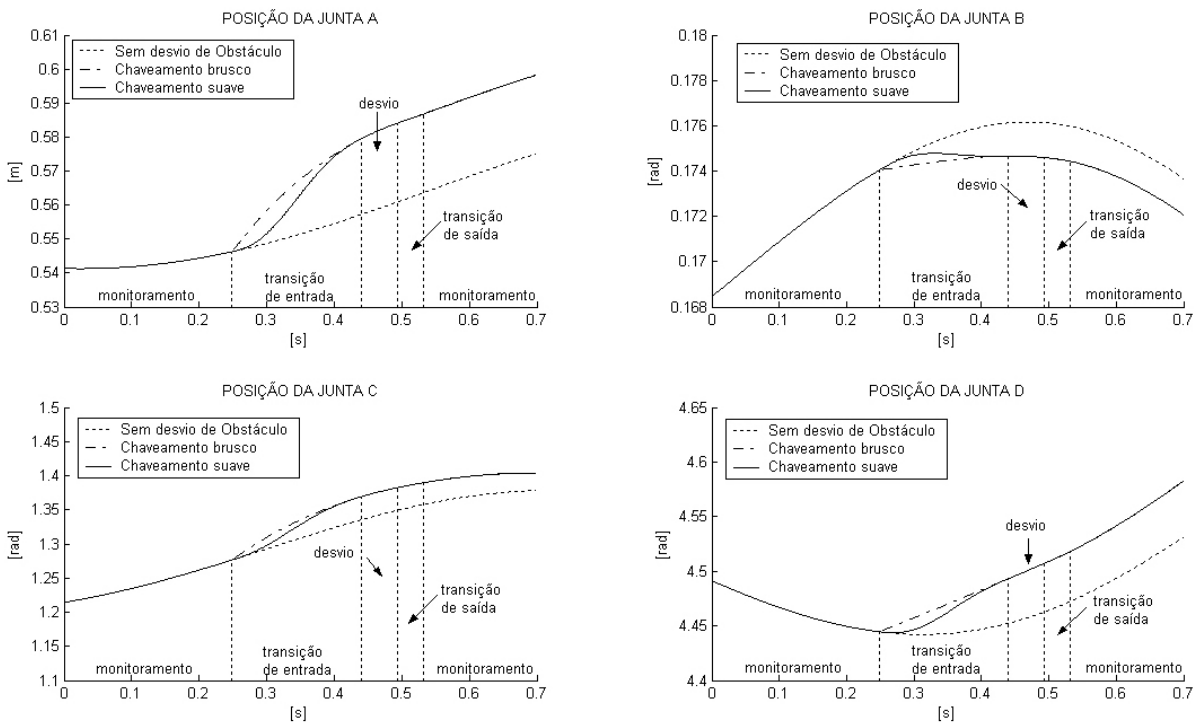 POSIÇÃO DA JUNTA A
0.61
0.6
0.59
0.58
0.57
0.56
0.55
0.54
0.53
[m]
Sem desvio de Obstáculo
Chaveamento brusco
Chaveamento suave
desvio
transição
de saída
transição
de entrada
monitoramento
monitoramento
0 0.1 0.2 0.3 0.4 0.5 0.6 0.7
[s]
POSIÇÃO DA JUNTA B
0.18
0.178
0.176
0.174
0.172
0.17
0.168
[rad]
Sem desvio de Obstáculo
Chaveamento brusco
Chaveamento suave
desvio
transição
de saída
transição
de entrada
monitoramento
monitoramento
0 0.1 0.2 0.3 0.4 0.5 0.6 0.7
[s]
POSIÇÃO DA JUNTA C
1.5
1.45
1.4
1.35
1.3
1.25
1.2
1.15
1.1
[rad]
Sem desvio de Obstáculo
Chaveamento brusco
Chaveamento suave
desvio
transição
de saída
transição
de entrada
monitoramento
monitoramento
0 0.1 0.2 0.3 0.4 0.5 0.6 0.7
[s]
POSIÇÃO DA JUNTA D
4.65
4.6
4.55
4.5
4.45
4.4
[rad]
Sem desvio de Obstáculo
Chaveamento brusco
Chaveamento suave
desvio
transição
de saída
transição
de entrada
monitoramento
monitoramento
0 0.1 0.2 0.3 0.4 0.5 0.6 0.7
[s]